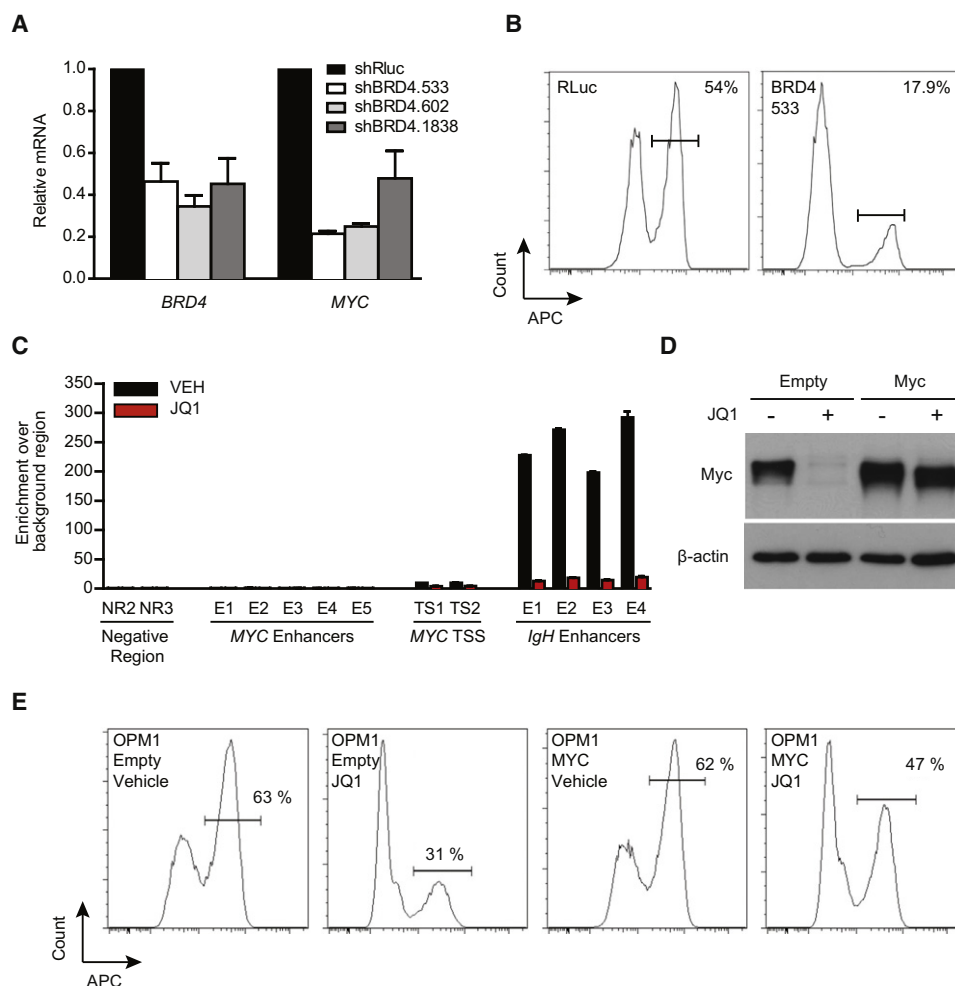 A
1.0
0.8
0.6
0.4
0.2
0.0
Relative mRNA
shRluc
shBRD4.533
shBRD4.602
shBRD4.1838
BRD4 MYC
B
RLuc 54%
BRD4 17.9%
533
Count
APC
C
VEH
JQ1
350
300
250
200
150
100
50
0
Enrichment over
background region
NR2 NR3 E1 E2 E3 E4 E5 TS1 TS2 E1 E2 E3 E4
Negative MYC Enhancers MYC TSS IgH Enhancers
Region
D
Empty Myc
JQ1 - + - +
Myc
β-actin
E
OPM1
Empty
Vehicle
63 %
OPM1
Empty
JQ1
31 %
OPM1
MYC
Vehicle
62 %
OPM1
MYC
JQ1
47 %
Count
APC